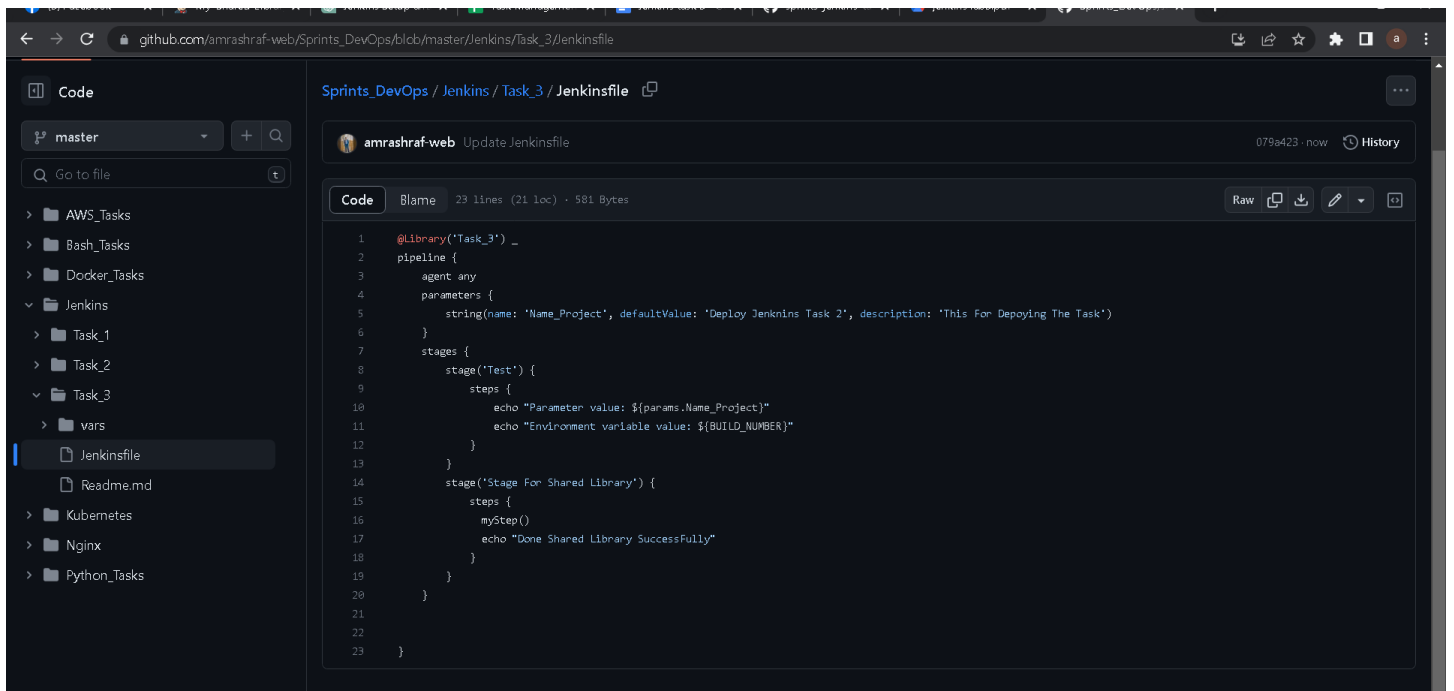 github.com/amrashraf-web/Sprints_DevOps/blob/master/Jenkins/Task_3/Jenkinsfile
a
Code
Sprints_DevOps / Jenkins / Task_3 / Jenkinsfile
master
amrashraf-web Update Jenkinsfile
079a423 · now
History
Go to file
t
Code Blame 23 lines (21 loc) · 581 Bytes
Raw
AWS_Tasks
Bash_Tasks
Docker_Tasks
Jenkins
Task_1
Task_2
Task_3
vars
Jenkinsfile
Readme.md
Kubernetes
Nginx
Python_Tasks
1 @Library('Task_3') _
2 pipeline {
3 agent any
4 parameters {
5 string(name: 'Name_Project', defaultValue: 'Deploy Jenknins Task 2', description: 'This For Depoying The Task')
6 }
7 stages {
8 stage('Test') {
9 steps {
10 echo "Parameter value: ${params.Name_Project}"
11 echo "Environment variable value: ${BUILD_NUMBER}"
12 }
13 }
14 stage('Stage For Shared Library') {
15 steps {
16 myStep()
17 echo "Done Shared Library SuccessFully"
18 }
19 }
20 }
21
22
23 }